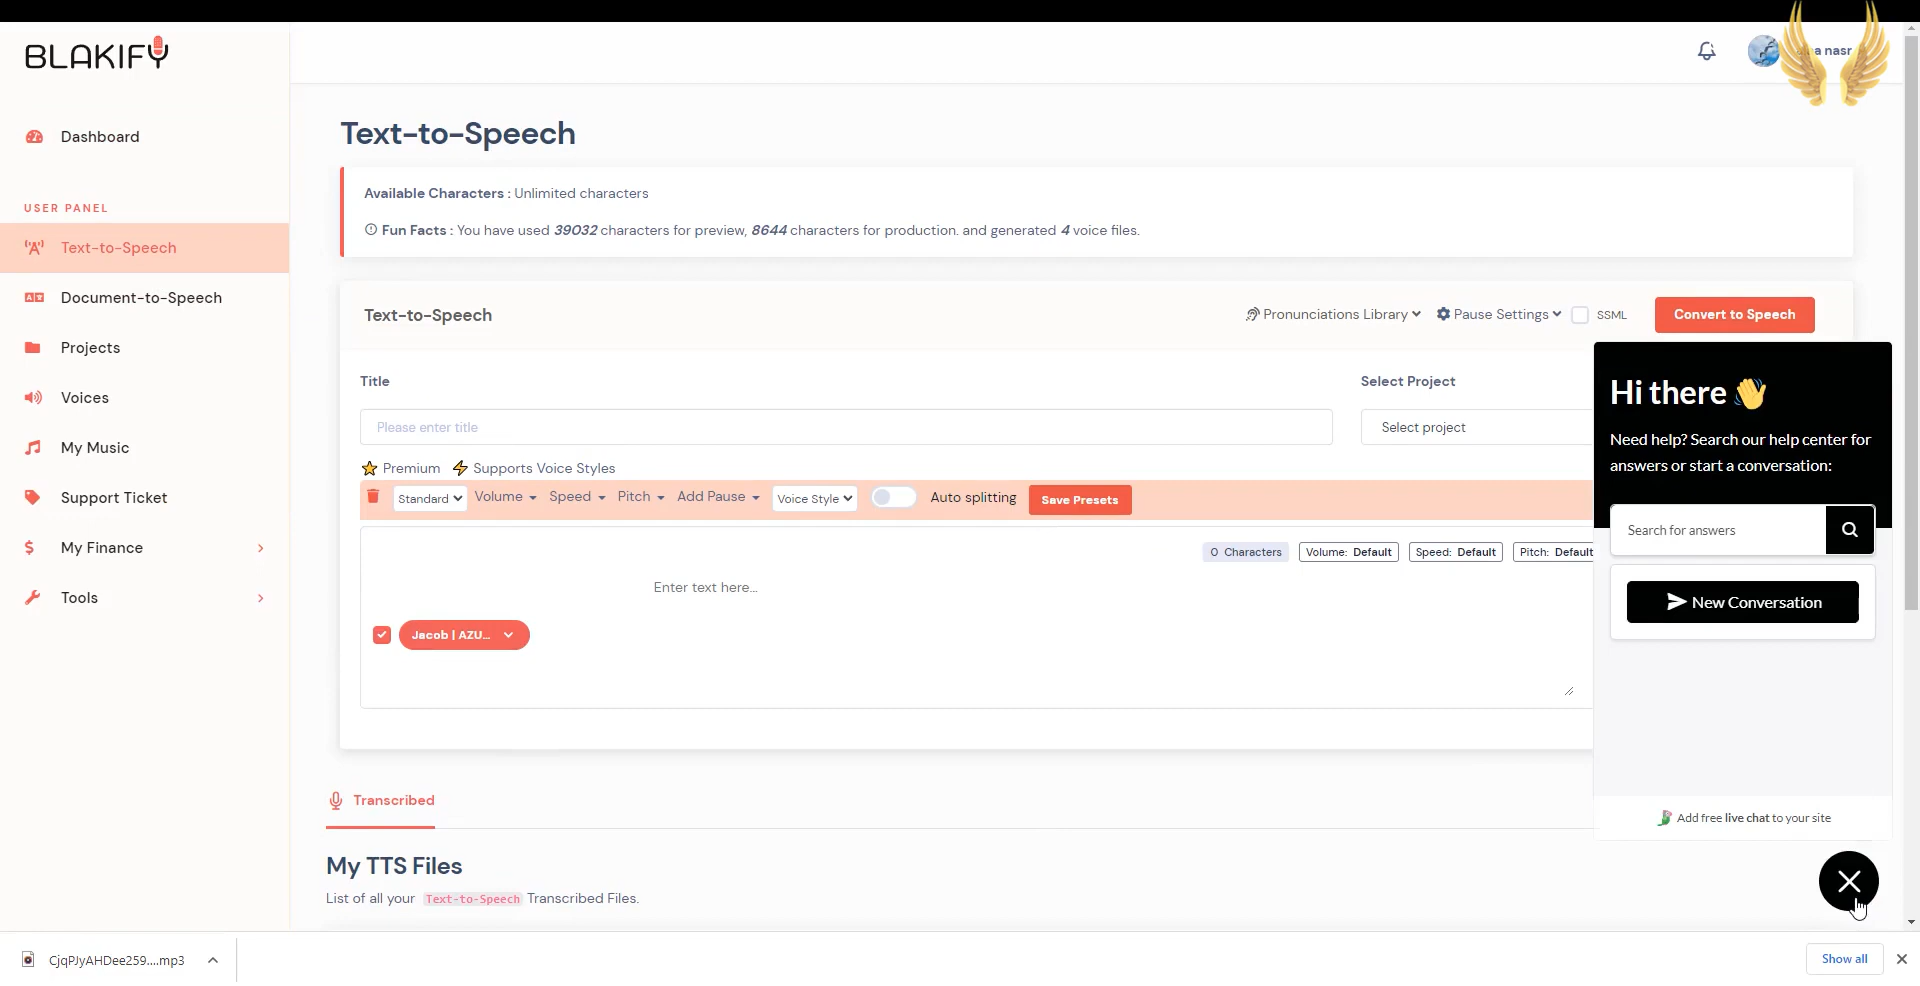 BLAKIFY
a nasr
Dashboard
USER PANEL
Text-to-Speech
Document-to-Speech
Projects
Voices
My Music
Support Ticket
My Finance
Tools
Text-to-Speech
Available Characters : Unlimited characters
Fun Facts : You have used 39032 characters for preview, 8644 characters for production. and generated 4 voice files.
Text-to-Speech
Pronunciations Library
Pause Settings
SSML
Convert to Speech
Title
Select Project
Please enter title
Select project
Premium
Supports Voice Styles
Standard
Volume
Speed
Pitch
Add Pause
Voice Style
Auto splitting
Save Presets
0 Characters
Volume: Default
Speed: Default
Pitch: Default
Enter text here...
Jacob | AZU...
Hi there 👋
Need help? Search our help center for
answers or start a conversation:
Search for answers
New Conversation
Add free live chat to your site
Transcribed
My TTS Files
List of all your Text-to-Speech Transcribed Files.
CjqPJyAHDee259....mp3
Show all